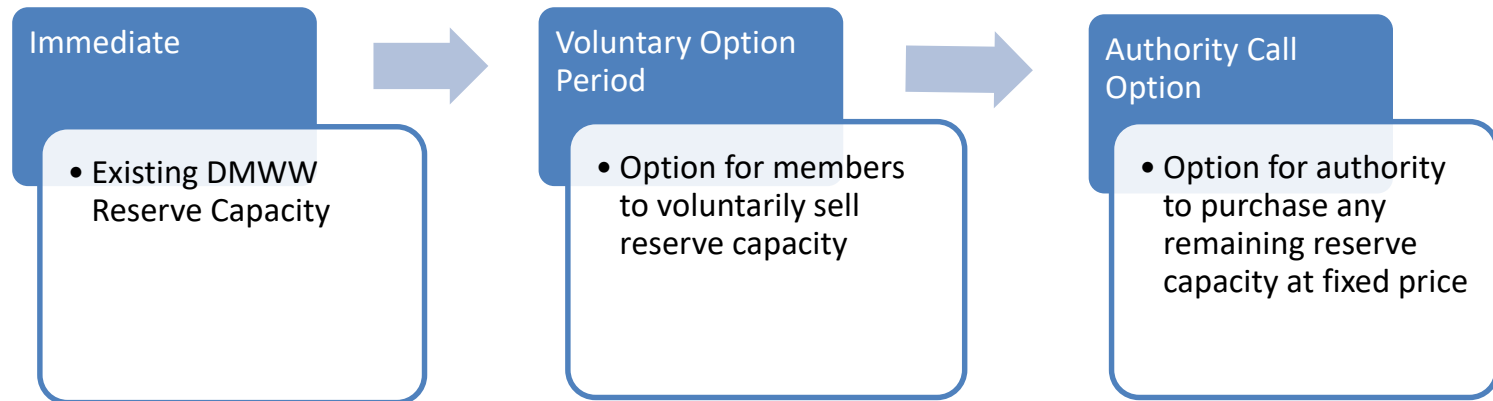 Immediate
• Existing DMWW
Reserve Capacity
Voluntary Option
Period
• Option for members
to voluntarily sell
reserve capacity
Authority Call
Option
• Option for authority
to purchase any
remaining reserve
capacity at fixed price